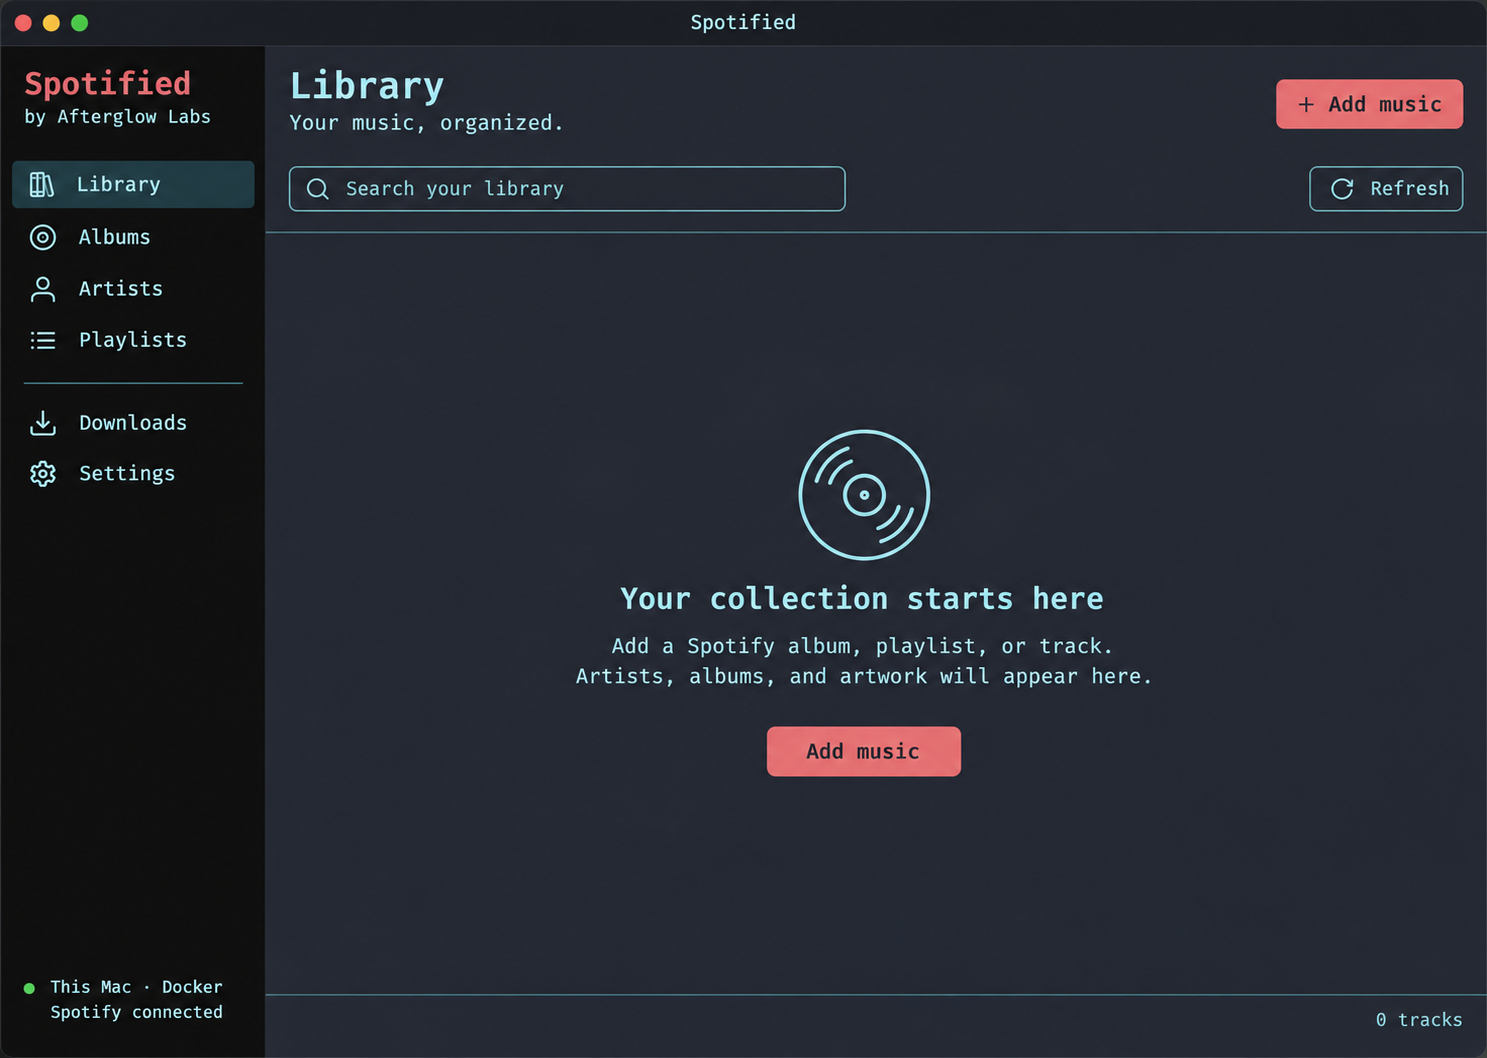 Spotified
Spotified
by Afterglow Labs
Library
Albums
Artists
Playlists
Downloads
Settings
This Mac · Docker
Spotify connected
Library
Your music, organized.
+ Add music
Search your library
Refresh
Your collection starts here
Add a Spotify album, playlist, or track.
Artists, albums, and artwork will appear here.
Add music
0 tracks